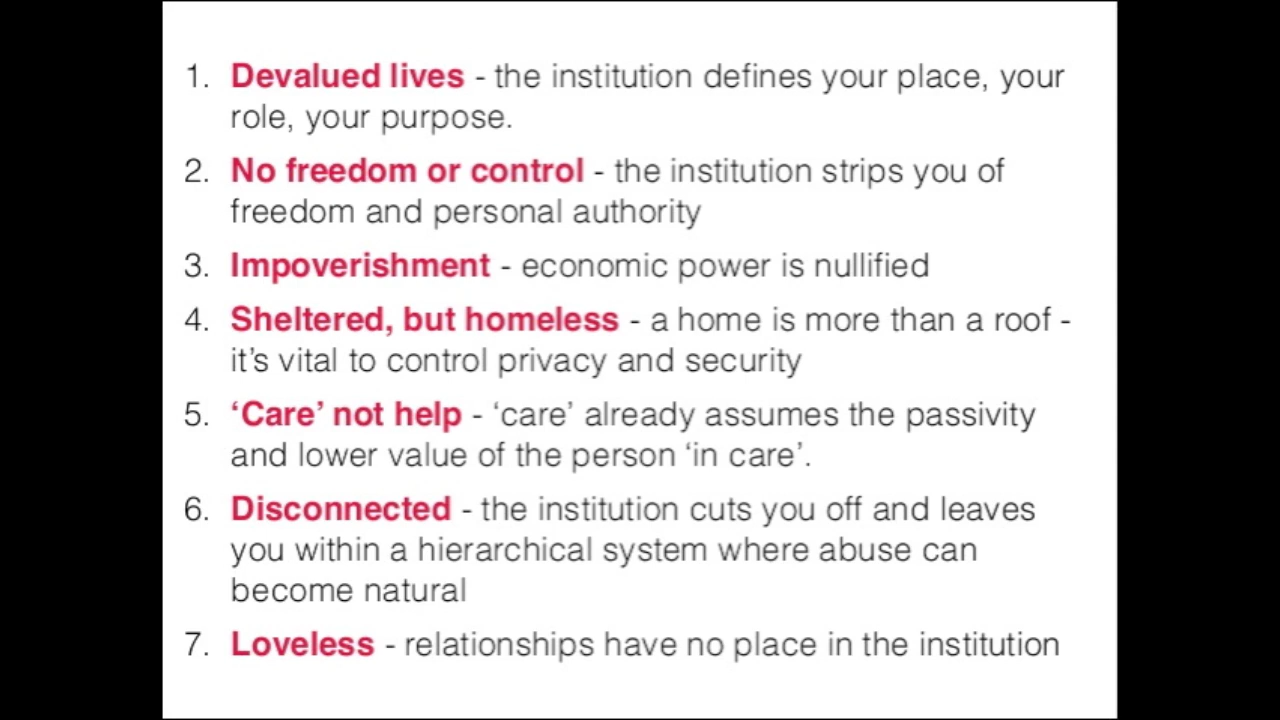 1. Devalued lives - the institution defines your place, your
role, your purpose.
2. No freedom or control - the institution strips you of
freedom and personal authority
3. Impoverishment - economic power is nullified
4. Sheltered, but homeless - a home is more than a roof -
it’s vital to control privacy and security
5. ‘Care’ not help - ‘care’ already assumes the passivity
and lower value of the person ‘in care’.
6. Disconnected - the institution cuts you off and leaves
you within a hierarchical system where abuse can
become natural
7. Loveless - relationships have no place in the institution